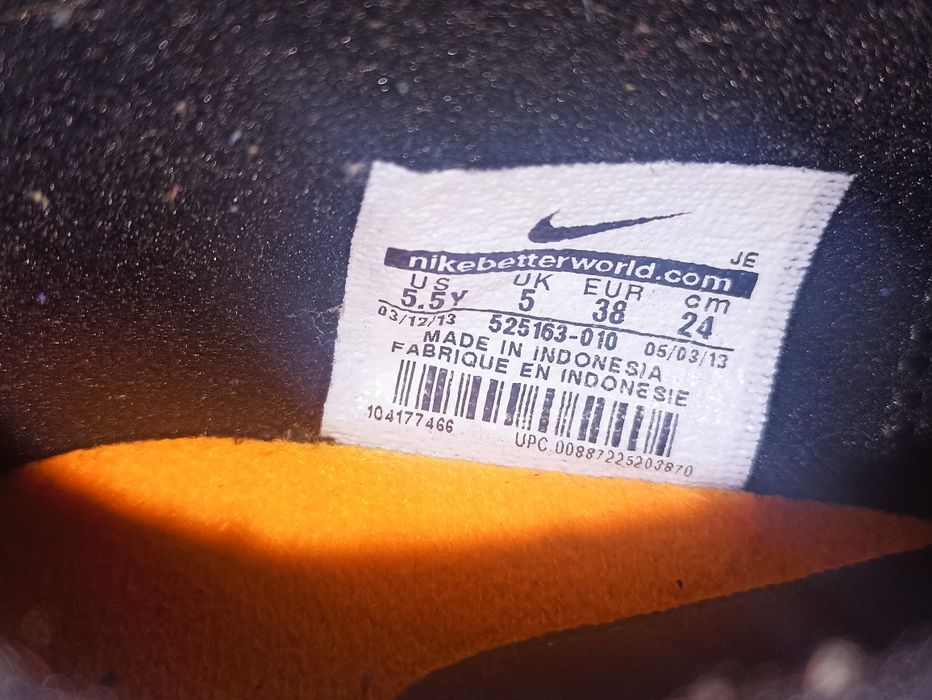 JE
nikebetterworld.com
US UK EUR cm
5.5Y 5 38 24
03/12/13 525163-010 05/03/13
MADE IN INDONESIA
FABRIQUE EN INDONESIE
104177466 UPC.00887225203870